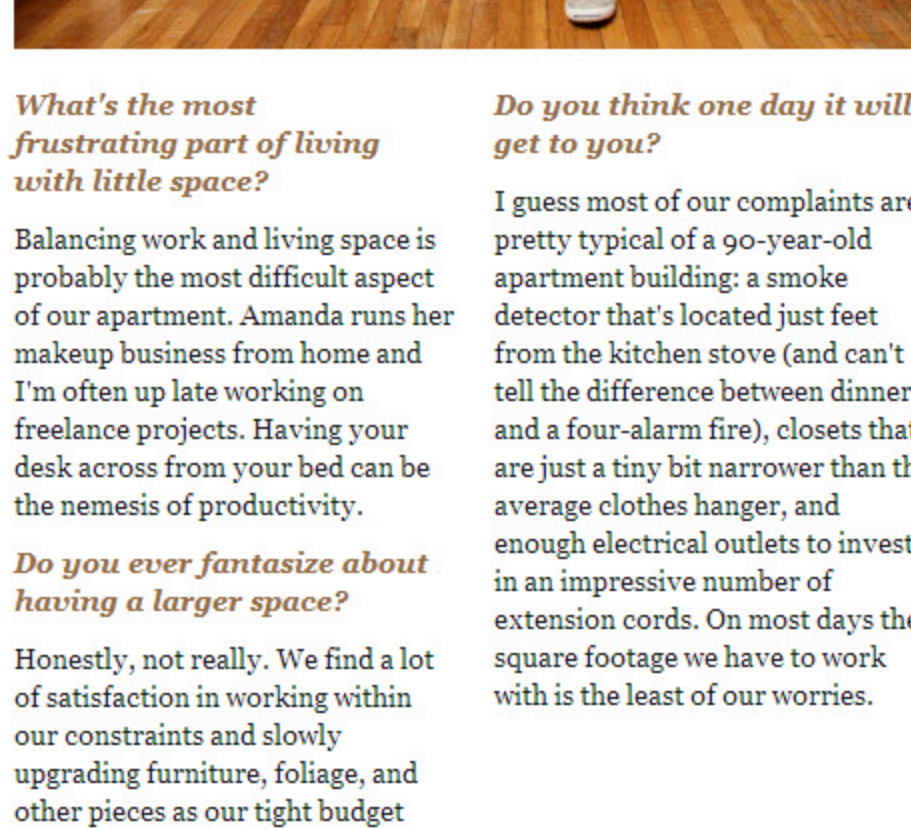 What's the most
frustrating part of living
with little space?
Balancing work and living space is
probably the most difficult aspect
of our apartment. Amanda runs her
makeup business from home and
I'm often up late working on
freelance projects. Having your
desk across from your bed can be
the nemesis of productivity.
Do you ever fantasize about
having a larger space?
Honestly, not really. We find a lot
of satisfaction in working within
our constraints and slowly
upgrading furniture, foliage, and
other pieces as our tight budget
Do you think one day it will
get to you?
I guess most of our complaints are
pretty typical of a 90-year-old
apartment building: a smoke
detector that's located just feet
from the kitchen stove (and can't
tell the difference between dinner
and a four-alarm fire), closets that
are just a tiny bit narrower than th
average clothes hanger, and
enough electrical outlets to invest
in an impressive number of
extension cords. On most days the
square footage we have to work
with is the least of our worries.